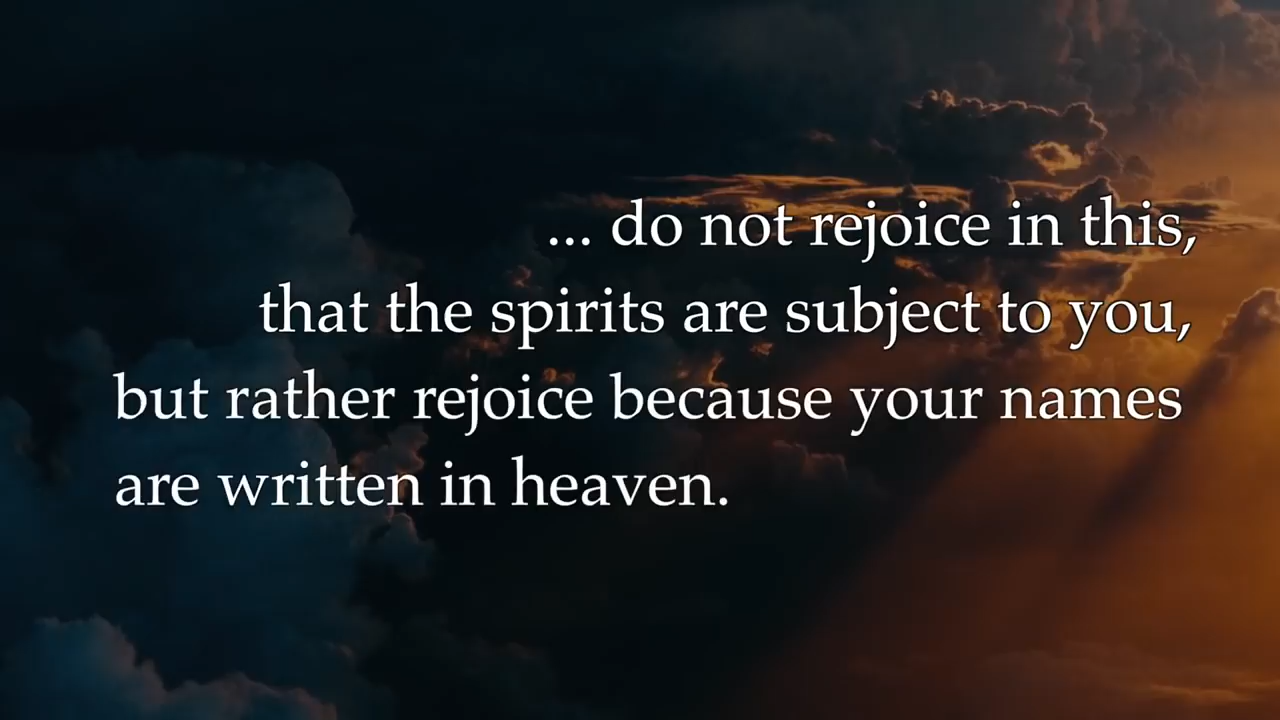 ... do not rejoice in this,
that the spirits are subject to you,
but rather rejoice because your names
are written in heaven.